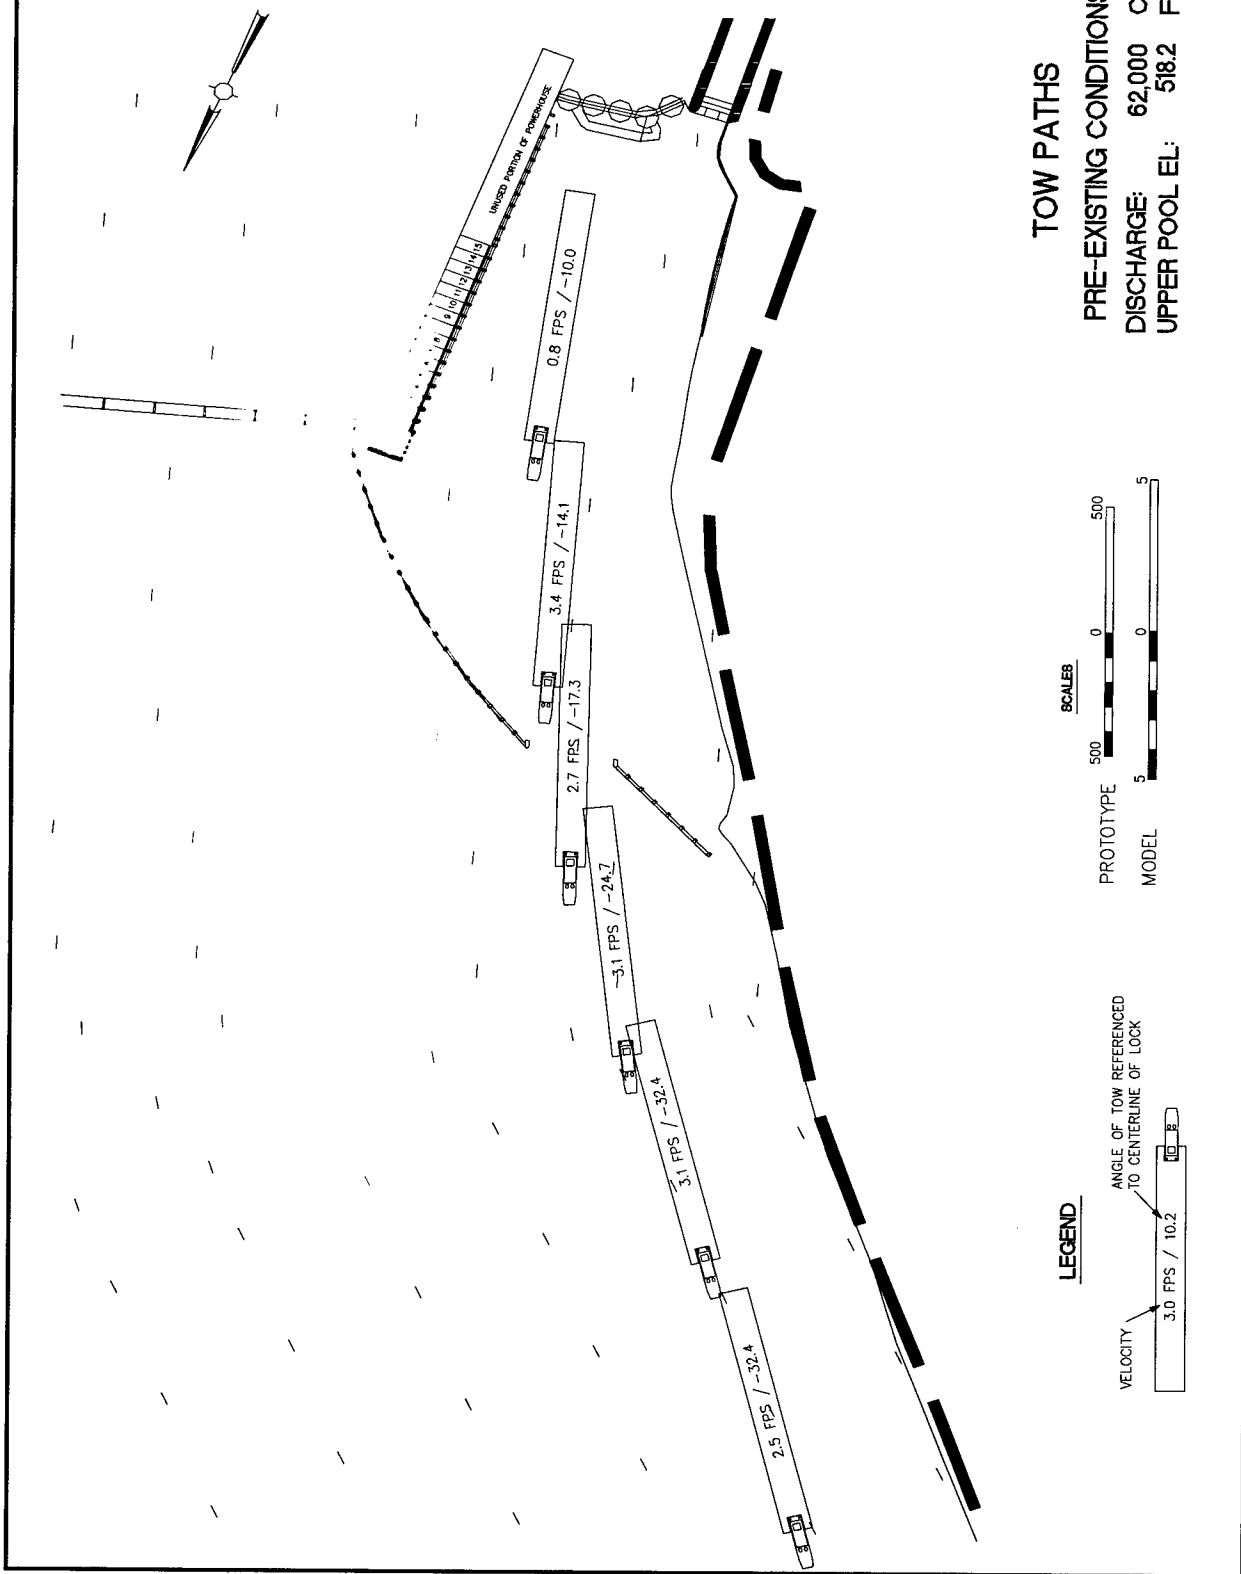 UNUSED PORTION OF POWERHOUSE
8
9
10
11
12
13
14
15
0.8 FPS / -10.0
3.4 FPS / -14.1
2.7 FPS / -17.3
3.1 FPS / -24.7
3.1 FPS / -32.4
2.5 FPS / -32.4
TOW PATHS
PRE-EXISTING CONDITIONS
DISCHARGE: 62,000 C
UPPER POOL EL: 518.2 F
SCALES
PROTOTYPE 500 0 500
MODEL 5 0 5
LEGEND
VELOCITY
ANGLE OF TOW REFERENCED
TO CENTERLINE OF LOCK
3.0 FPS / 10.2